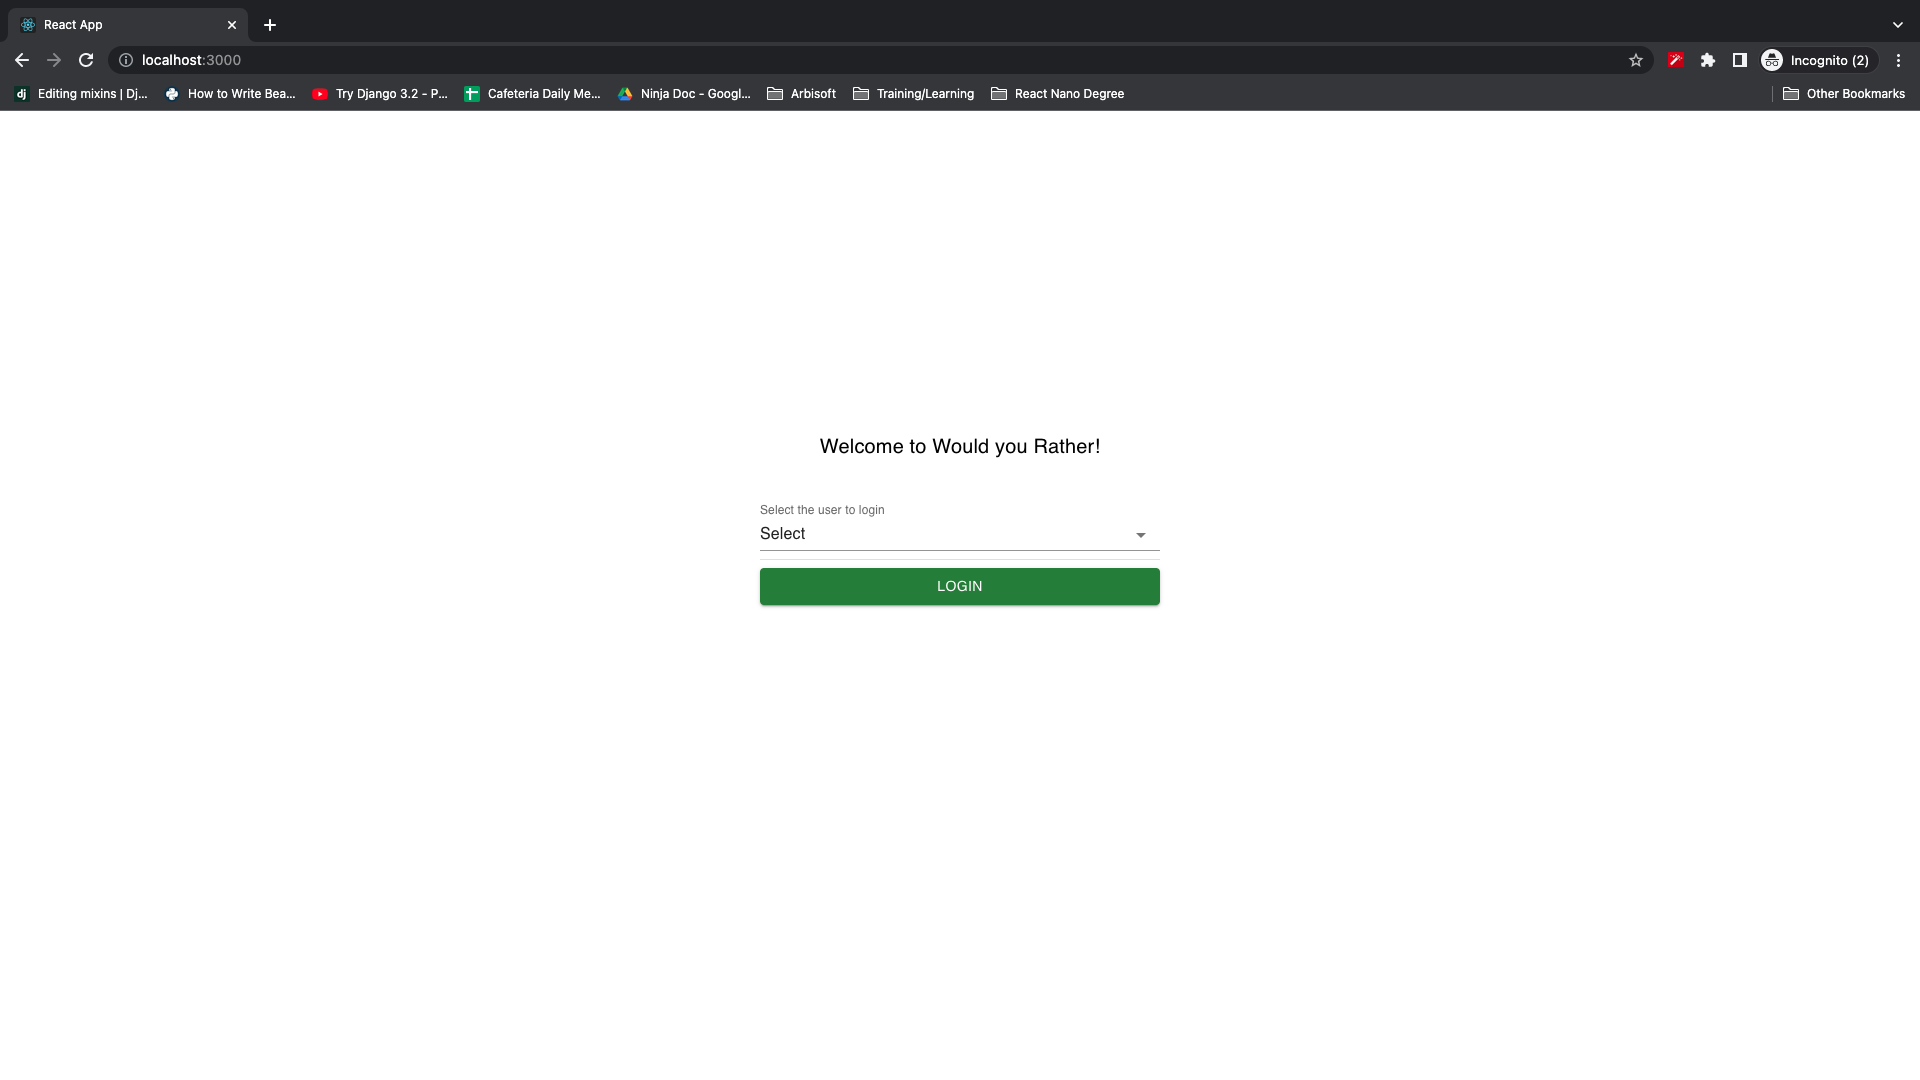 React App
localhost:3000
Incognito (2)
dj Editing mixins | Dj... How to Write Bea... Try Django 3.2 - P... Cafeteria Daily Me... Ninja Doc - Googl... Arbisoft Training/Learning React Nano Degree Other Bookmarks
Welcome to Would you Rather!
Select the user to login
Select
LOGIN